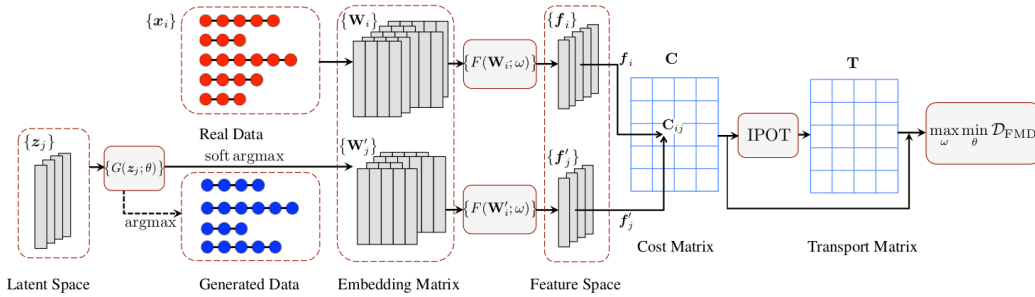 {x_i}
{W_i}
{f_i}
{F(W_i; ω)}
f_i
C
T
C_ij
IPOT
max min D_FMD
ω θ
Real Data
{z_j}
soft argmax
{W'_j}
{f'_j}
{G(z_j; θ)}
argmax
{F(W'_i; ω)}
f'_j
Cost Matrix
Transport Matrix
Latent Space
Generated Data
Embedding Matrix
Feature Space